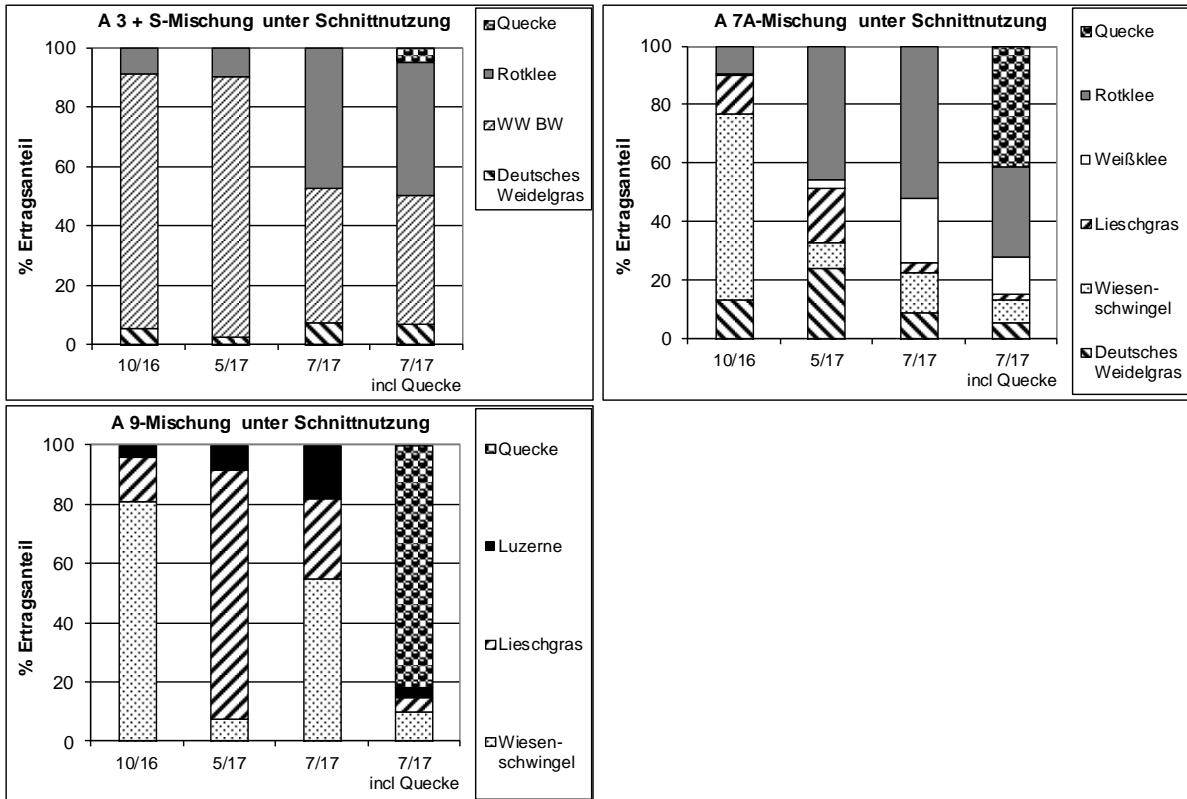 A 3 + S-Mischung unter Schnittnutzung
% Ertragsanteil
100
80
60
40
20
0
10/16
5/17
7/17
7/17
incl Quecke
Quecke
Rotklee
WW BW
Deutsches
Weidelgras
A 7A-Mischung unter Schnittnutzung
% Ertragsanteil
100
80
60
40
20
0
10/16
5/17
7/17
7/17
incl Quecke
Quecke
Rotklee
Weißklee
Lieschgras
Wiesen-
schwingel
Deutsches
Weidelgras
A 9-Mischung unter Schnittnutzung
% Ertragsanteil
100
80
60
40
20
0
10/16
5/17
7/17
7/17
incl Quecke
Quecke
Luzerne
Lieschgras
Wiesen-
schwingel